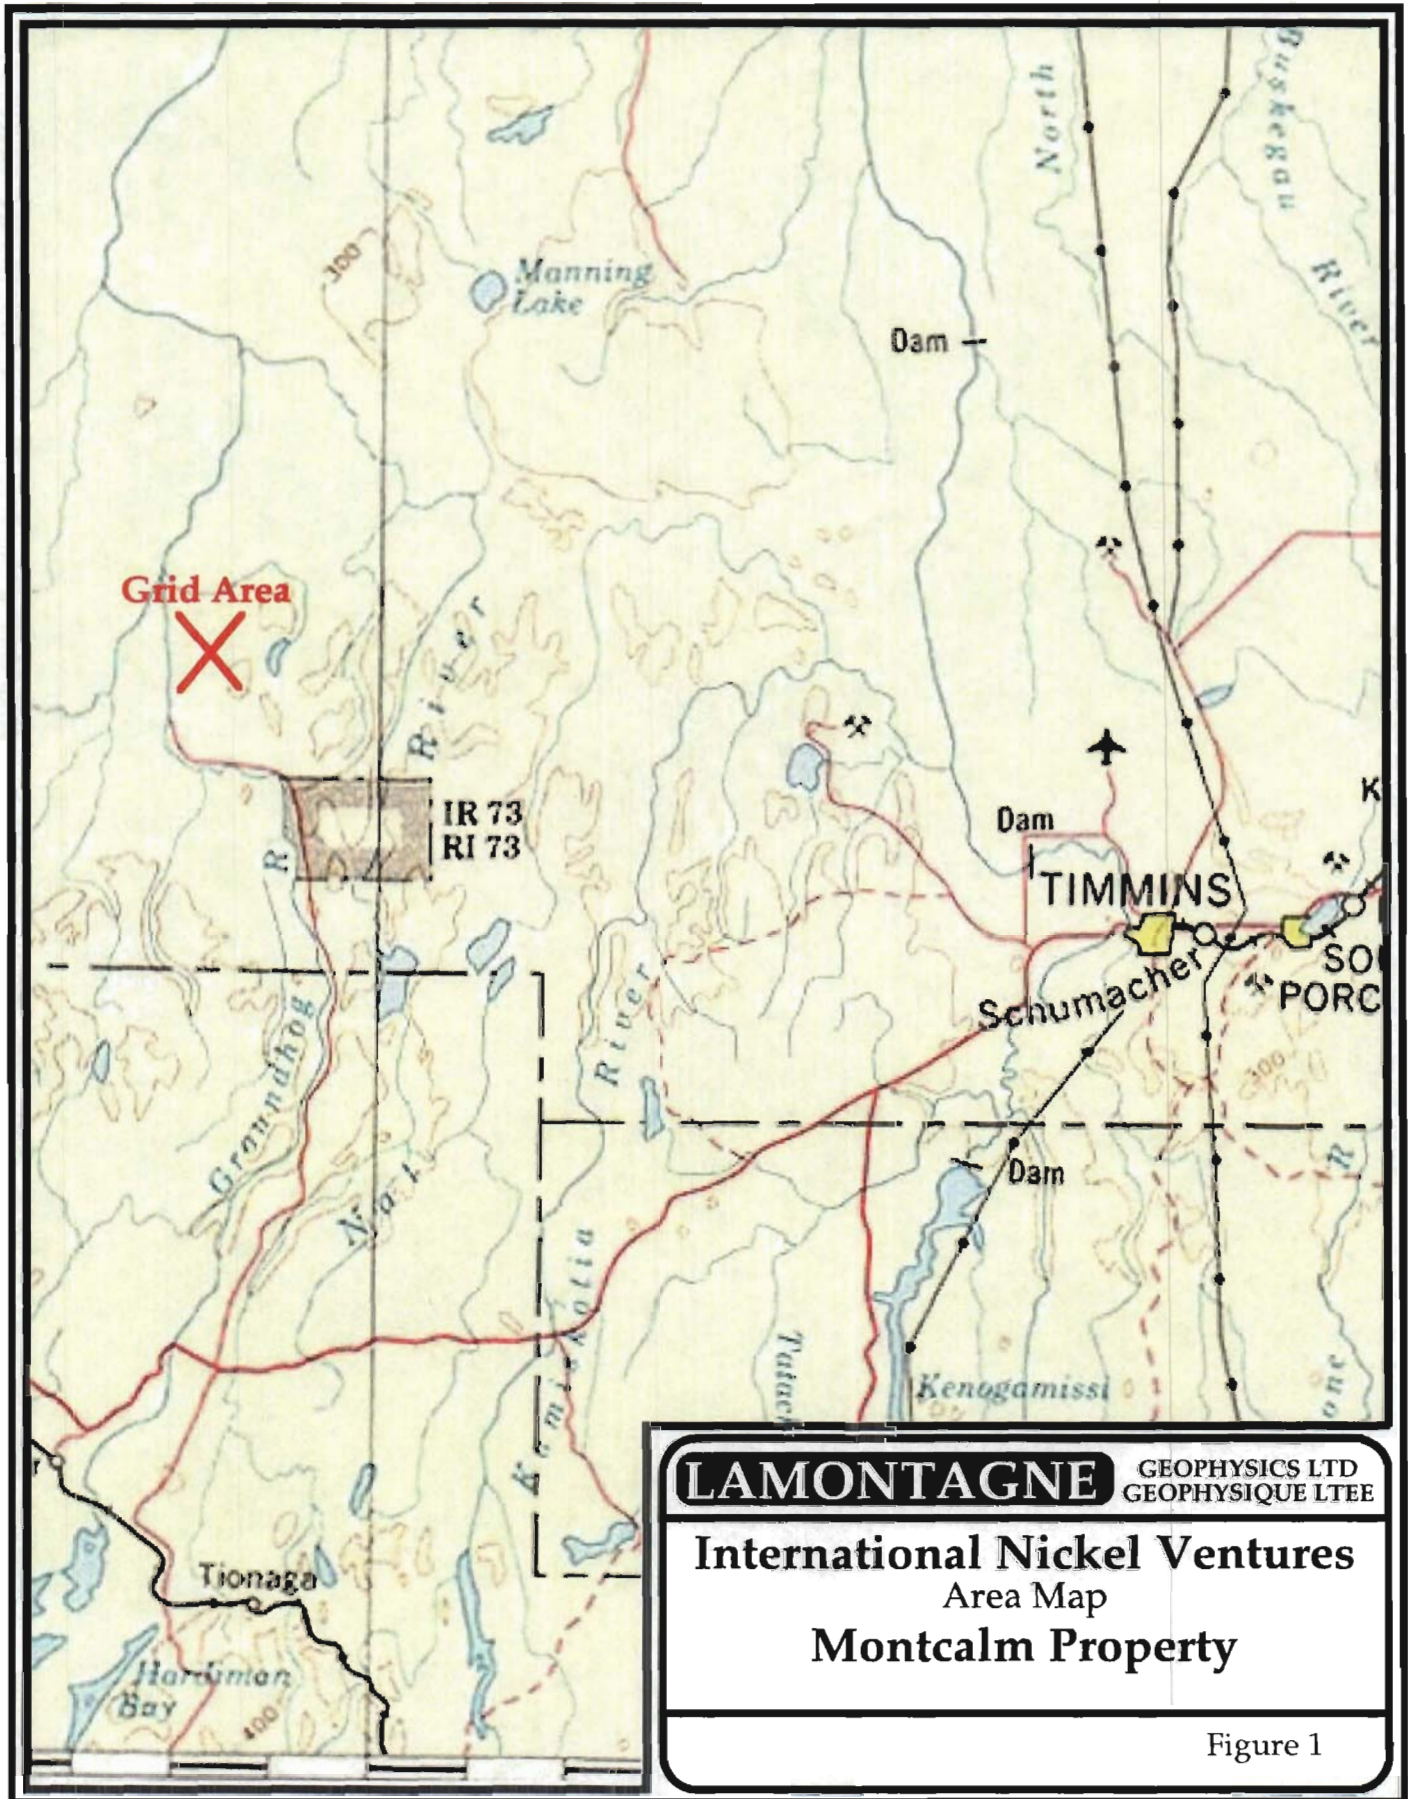 North
Buskegau
River
300
Manning
Lake
Dam
Grid Area
River
IR 73
RI 73
R
Dam
K
TIMMINS
Schumacher
SO
PORC
River
300
Groundhog
Nat
Dam
R
Kamiskotia
Tatach
Kenogamissi
one
Tionaga
Hardiman
Bay
400
LAMONTAGNE
GEOPHYSICS LTD
GEOPHYSIQUE LTEE
International Nickel Ventures
Area Map
Montcalm Property
Figure 1